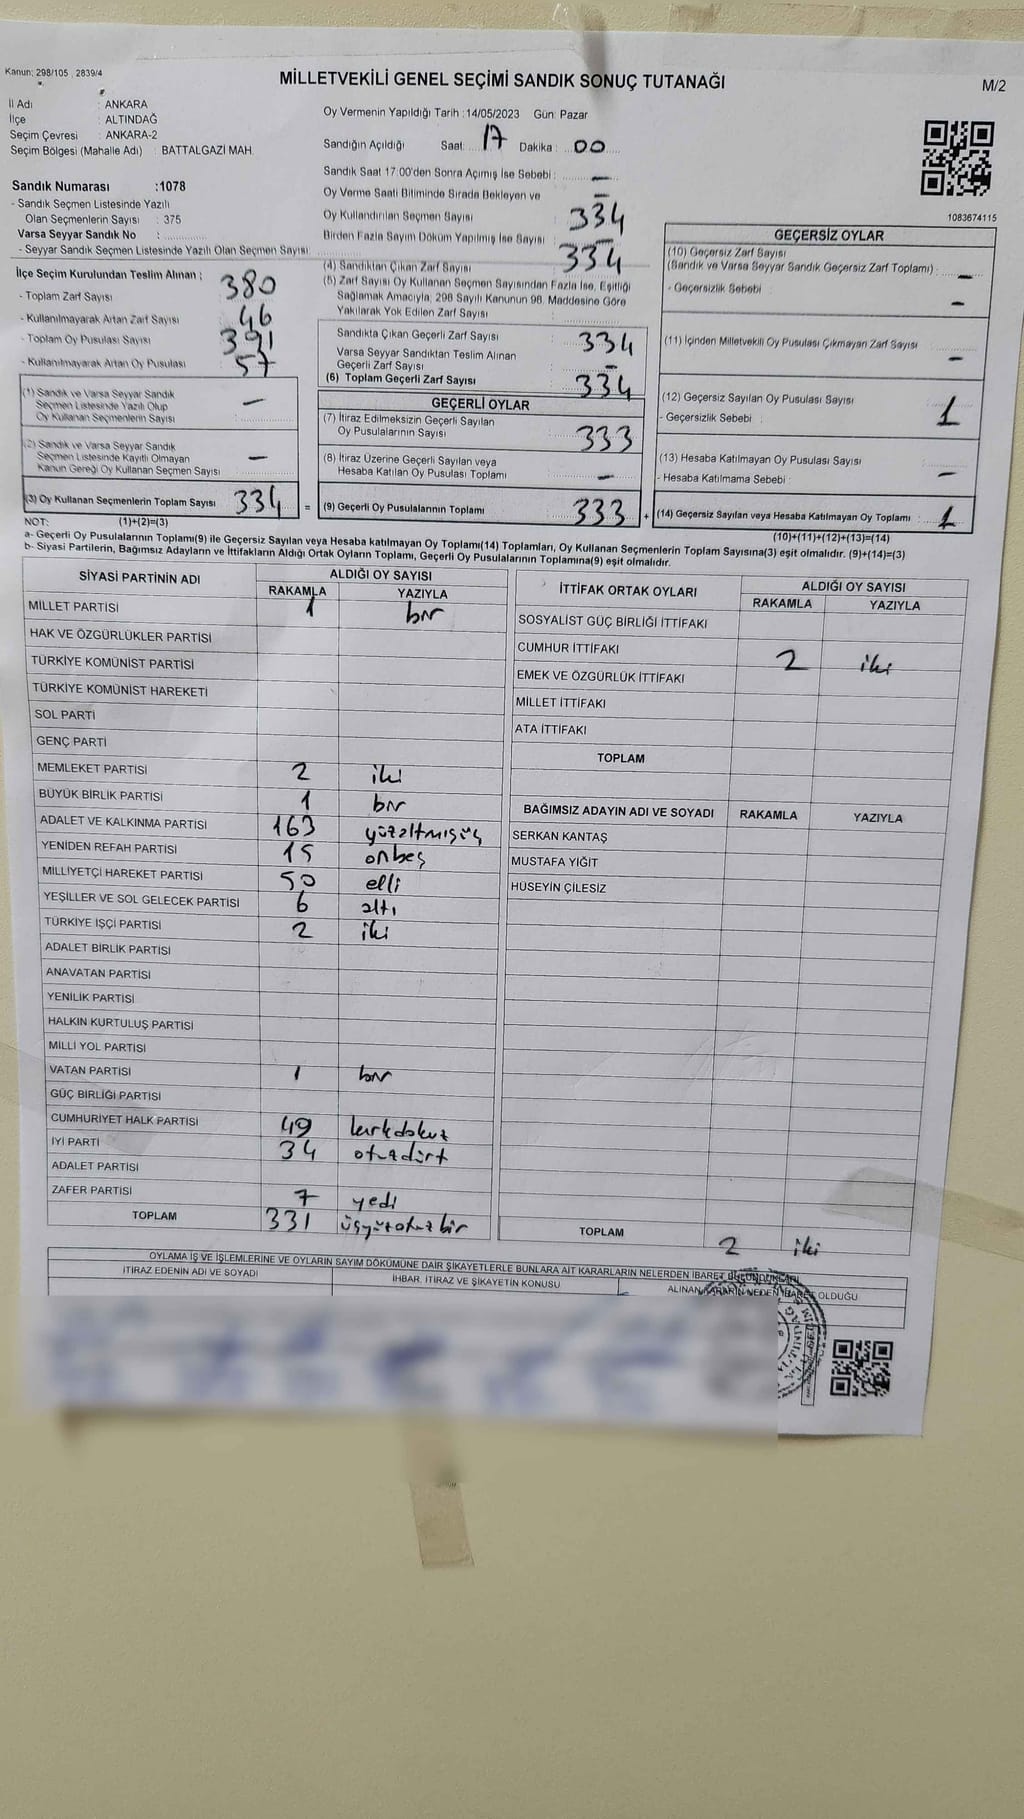 Kanun: 298/105 , 2839/4
MİLLETVEKİLİ GENEL SEÇİMİ SANDIK SONUÇ TUTANAĞI
M/2
İl Adı : ANKARA
İlçe : ALTINDAĞ
Seçim Çevresi : ANKARA-2
Seçim Bölgesi (Mahalle Adı) : BATTALGAZİ MAH.
Sandık Numarası :1078
- Sandık Seçmen Listesinde Yazılı
Olan Seçmenlerin Sayısı : 375
Varsa Seyyar Sandık No :
- Seyyar Sandık Seçmen Listesinde Yazılı Olan Seçmen Sayısı:
Oy Vermenin Yapıldığı Tarih :14/05/2023 Gün: Pazar
Sandığın Açıldığı Saat: 17 Dakika : 00
Sandık Saat 17:00'den Sonra Açımış İse Sebebi : –
Oy Verme Saati Bitiminde Sırada Bekleyen ve –
Oy Kullandırılan Seçmen Sayısı : 334
Birden Fazla Sayım Döküm Yapılmış İse Sayısı : –
1083674115
İlçe Seçim Kurulundan Teslim Alınan : 380
- Toplam Zarf Sayısı
- Kullanılmayarak Artan Zarf Sayısı 46
- Toplam Oy Pusulası Sayısı 391
- Kullanılmayarak Artan Oy Pusulası 57
(1) Sandık ve Varsa Seyyar Sandık
Seçmen Listesinde Yazılı Olup –
Oy Kullanan Seçmenlerin Sayısı
(2) Sandık ve Varsa Seyyar Sandık
Seçmen Listesinde Kayıtlı Olmayan –
Kanun Gereği Oy Kullanan Seçmen Sayısı
(3) Oy Kullanan Seçmenlerin Toplam Sayısı 334
(4) Sandıktan Çıkan Zarf Sayısı 334
(5) Zarf Sayısı Oy Kullanan Seçmen Sayısından Fazla İse, Eşitliği
Sağlamak Amacıyla, 298 Sayılı Kanunun 98. Maddesine Göre
Yakılarak Yok Edilen Zarf Sayısı :
Sandıkta Çıkan Geçerli Zarf Sayısı 334
Varsa Seyyar Sandıktan Teslim Alınan
Geçerli Zarf Sayısı –
(6) Toplam Geçerli Zarf Sayısı 334
GEÇERLİ OYLAR
(7) İtiraz Edilmeksizin Geçerli Sayılan
Oy Pusulalarının Sayısı 333
(8) İtiraz Üzerine Geçerli Sayılan veya
Hesaba Katılan Oy Pusulası Toplamı –
= (9) Geçerli Oy Pusulalarının Toplamı 333 +
GEÇERSİZ OYLAR
(10) Geçersiz Zarf Sayısı
(Sandık ve Varsa Seyyar Sandık Geçersiz Zarf Toplamı) : –
- Geçersizlik Sebebi : –
(11) İçinden Milletvekili Oy Pusulası Çıkmayan Zarf Sayısı –
(12) Geçersiz Sayılan Oy Pusulası Sayısı 1
- Geçersizlik Sebebi :
(13) Hesaba Katılmayan Oy Pusulası Sayısı
- Hesaba Katılmama Sebebi : –
(14) Geçersiz Sayılan veya Hesaba Katılmayan Oy Toplamı : 1
NOT: (1)+(2)=(3)
(10)+(11)+(12)+(13)=(14)
a- Geçerli Oy Pusulalarının Toplamı(9) ile Geçersiz Sayılan veya Hesaba katılmayan Oy Toplamı(14) Toplamları, Oy Kullanan Seçmenlerin Toplam Sayısına(3) eşit olmalıdır. (9)+(14)=(3)
b- Siyasi Partilerin, Bağımsız Adayların ve İttifakların Aldığı Ortak Oyların Toplamı, Geçerli Oy Pusulalarının Toplamına(9) eşit olmalıdır.
SİYASİ PARTİNİN ADI ALDIĞI OY SAYISI
RAKAMLA YAZIYLA
MİLLET PARTİSİ 1 bir
HAK VE ÖZGÜRLÜKLER PARTİSİ
TÜRKİYE KOMÜNİST PARTİSİ
TÜRKİYE KOMÜNİST HAREKETİ
SOL PARTİ
GENÇ PARTİ
MEMLEKET PARTİSİ 2 iki
BÜYÜK BİRLİK PARTİSİ 1 bir
ADALET VE KALKINMA PARTİSİ 163 yüzaltmışüç
YENİDEN REFAH PARTİSİ 15 onbeş
MİLLİYETÇİ HAREKET PARTİSİ 50 elli
YEŞİLLER VE SOL GELECEK PARTİSİ 6 altı
TÜRKİYE İŞÇİ PARTİSİ 2 iki
ADALET BİRLİK PARTİSİ
ANAVATAN PARTİSİ
YENİLİK PARTİSİ
HALKIN KURTULUŞ PARTİSİ
MİLLİ YOL PARTİSİ
VATAN PARTİSİ 1 bir
GÜÇ BİRLİĞİ PARTİSİ
CUMHURİYET HALK PARTİSİ 49 kırkdokuz
İYİ PARTİ 34 otuzdört
ADALET PARTİSİ
ZAFER PARTİSİ 7 yedi
TOPLAM 331 üçyüzotuzbir
İTTİFAK ORTAK OYLARI ALDIĞI OY SAYISI
RAKAMLA YAZIYLA
SOSYALİST GÜÇ BİRLİĞİ İTTİFAKI
CUMHUR İTTİFAKI 2 iki
EMEK VE ÖZGÜRLÜK İTTİFAKI
MİLLET İTTİFAKI
ATA İTTİFAKI
TOPLAM
BAĞIMSIZ ADAYIN ADI VE SOYADI RAKAMLA YAZIYLA
SERKAN KANTAŞ
MUSTAFA YİĞİT
HÜSEYİN ÇİLESİZ
TOPLAM 2 iki
OYLAMA İŞ VE İŞLEMLERİNE VE OYLARIN SAYIM DÖKÜMÜNE DAİR ŞİKAYETLERLE BUNLARA AİT KARARLARIN NELERDEN İBARET BULUNDUKLARI
İTİRAZ EDENİN ADI VE SOYADI İHBAR, İTİRAZ VE ŞİKAYETİN KONUSU ALINAN KARARIN NEDEN İBARET OLDUĞU